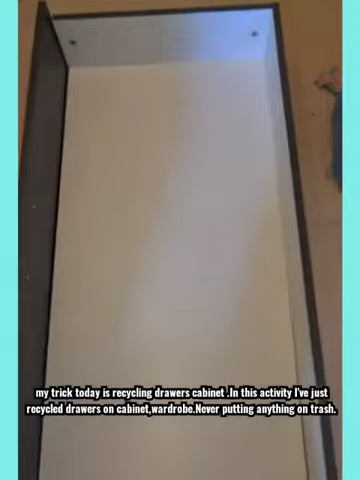 my trick today is recycling drawers cabinet .In this activity I've just
recycled drawers on cabinet,wardrobe.Never putting anything on trash.